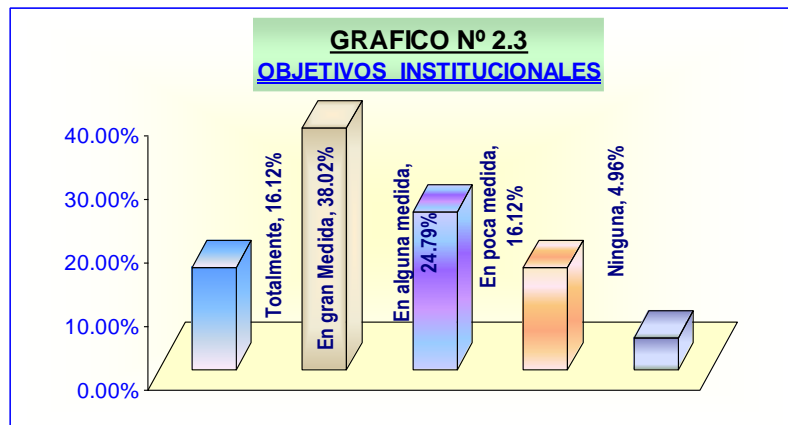 GRAFICO Nº 2.3
OBJETIVOS INSTITUCIONALES
40.00%
30.00%
20.00%
10.00%
0.00%
Totalmente, 16.12%
En gran Medida, 38.02%
En alguna medida,
24.79%
En poca medida,
16.12%
Ninguna, 4.96%